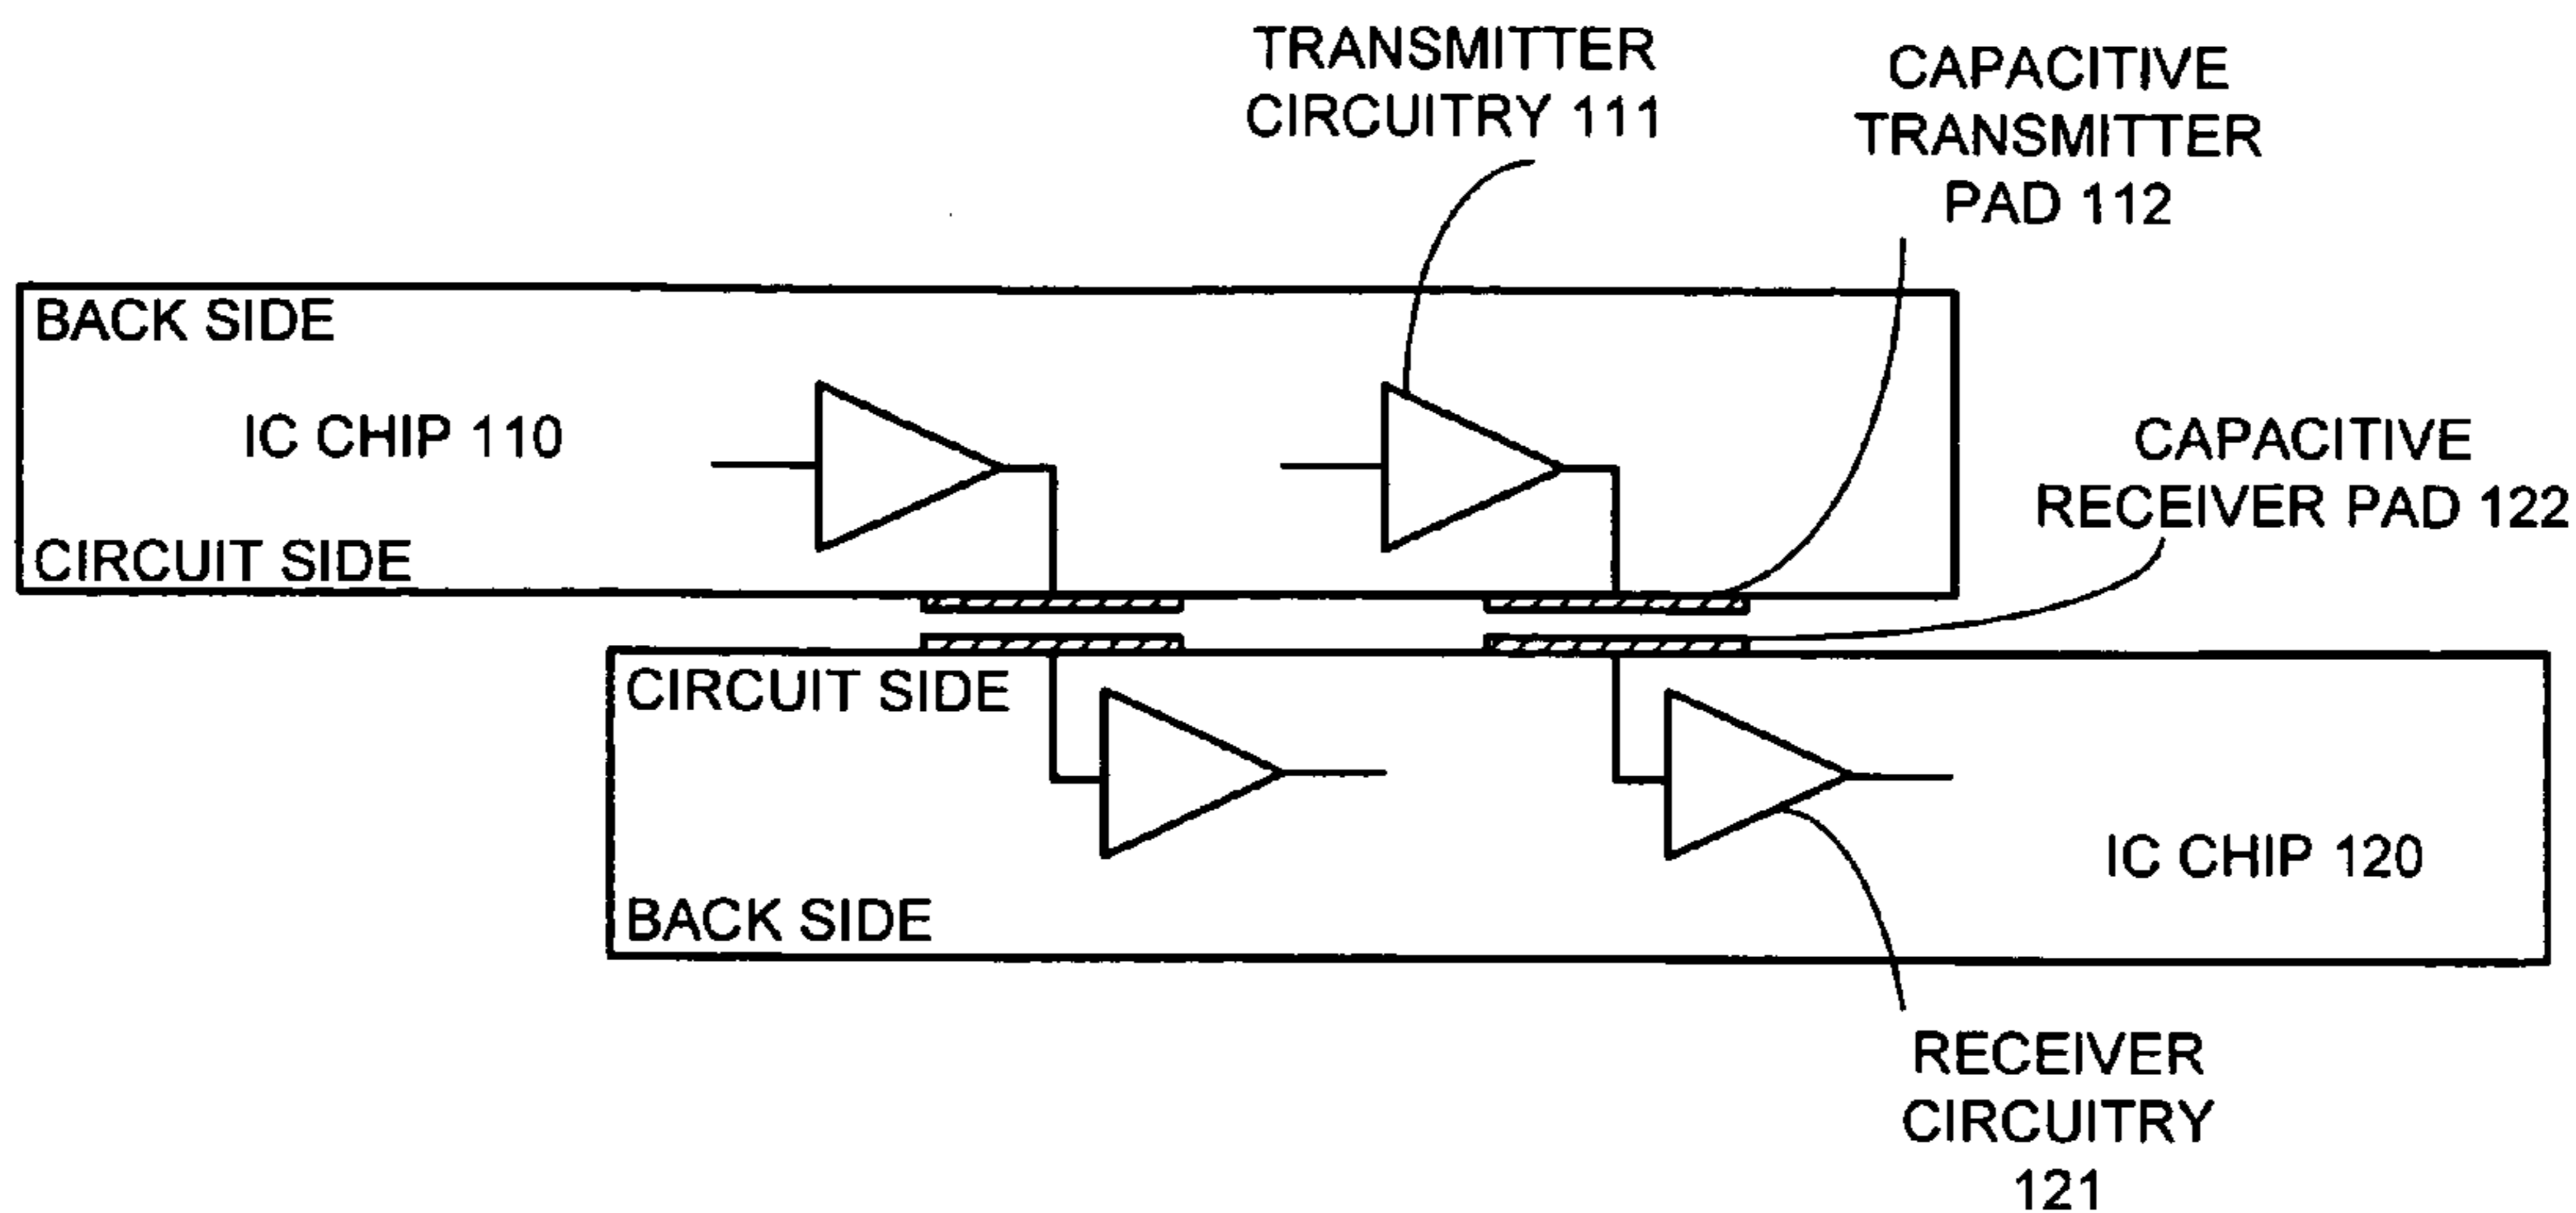 TRANSMITTER
CIRCUITRY 111
CAPACITIVE
TRANSMITTER
PAD 112
BACK SIDE
IC CHIP 110
CIRCUIT SIDE
CAPACITIVE
RECEIVER PAD 122
CIRCUIT SIDE
IC CHIP 120
BACK SIDE
RECEIVER
CIRCUITRY
121